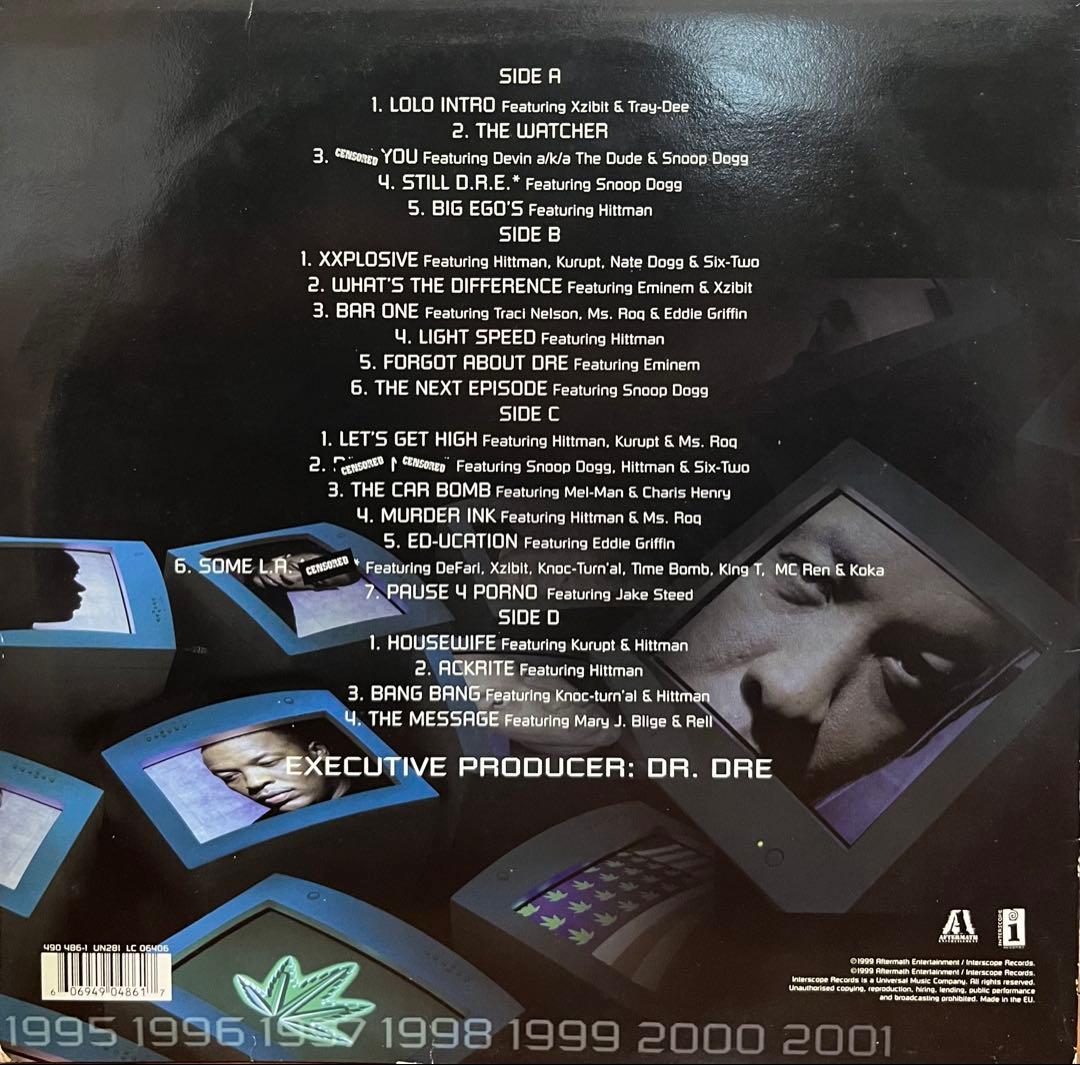 SIDE A
1. LOLO INTRO Featuring Xzibit & Tray-Dee
2. THE WATCHER
3. CENSORED YOU Featuring Devin a/k/a The Dude & Snoop Dogg
4. STILL D.R.E.* Featuring Snoop Dogg
5. BIG EGO'S Featuring Hittman
SIDE B
1. XXPLOSIVE Featuring Hittman, Kurupt, Nate Dogg & Six-Two
2. WHAT'S THE DIFFERENCE Featuring Eminem & Xzibit
3. BAR ONE Featuring Traci Nelson, Ms. Roq & Eddie Griffin
4. LIGHT SPEED Featuring Hittman
5. FORGOT ABOUT DRE Featuring Eminem
6. THE NEXT EPISODE Featuring Snoop Dogg
SIDE C
1. LET'S GET HIGH Featuring Hittman, Kurupt & Ms. Roq
2. CENSORED CENSORED Featuring Snoop Dogg, Hittman & Six-Two
3. THE CAR BOMB Featuring Mel-Man & Charis Henry
4. MURDER INK Featuring Hittman & Ms. Roq
5. ED-UCATION Featuring Eddie Griffin
6. SOME L.A. CENSORED * Featuring DeFari, Xzibit, Knoc-Turn'al, Time Bomb, King T, MC Ren & Koka
7. PAUSE 4 PORNO Featuring Jake Steed
SIDE D
1. HOUSEWIFE Featuring Kurupt & Hittman
2. ACKRITE Featuring Hittman
3. BANG BANG Featuring Knoc-turn'al & Hittman
4. THE MESSAGE Featuring Mary J. Blige & Rell
EXECUTIVE PRODUCER: DR. DRE
AFTERMATH
ENTERTAINMENT
INTERSCOPE
RECORDS
490 486-1 UN281 LC 06406
6 06949 04861 7
℗1999 Aftermath Entertainment / Interscope Records.
©1999 Aftermath Entertainment / Interscope Records.
Interscope Records is a Universal Music Company. All rights reserved.
Unauthorised copying, reproduction, hiring, lending, public performance
and broadcasting prohibited. Made in the EU.
1995 1996 1997 1998 1999 2000 2001